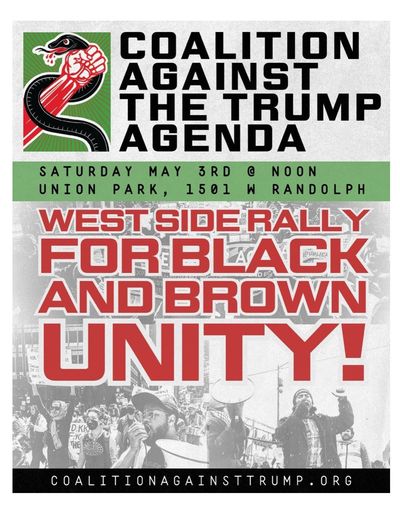 COALITION
AGAINST
THE TRUMP
AGENDA
SATURDAY MAY 3RD @ NOON
UNION PARK, 1501 W RANDOLPH
WEST SIDE RALLY
FOR BLACK
AND BROWN
UNITY!
COALITIONAGAINSTTRUMP.ORG